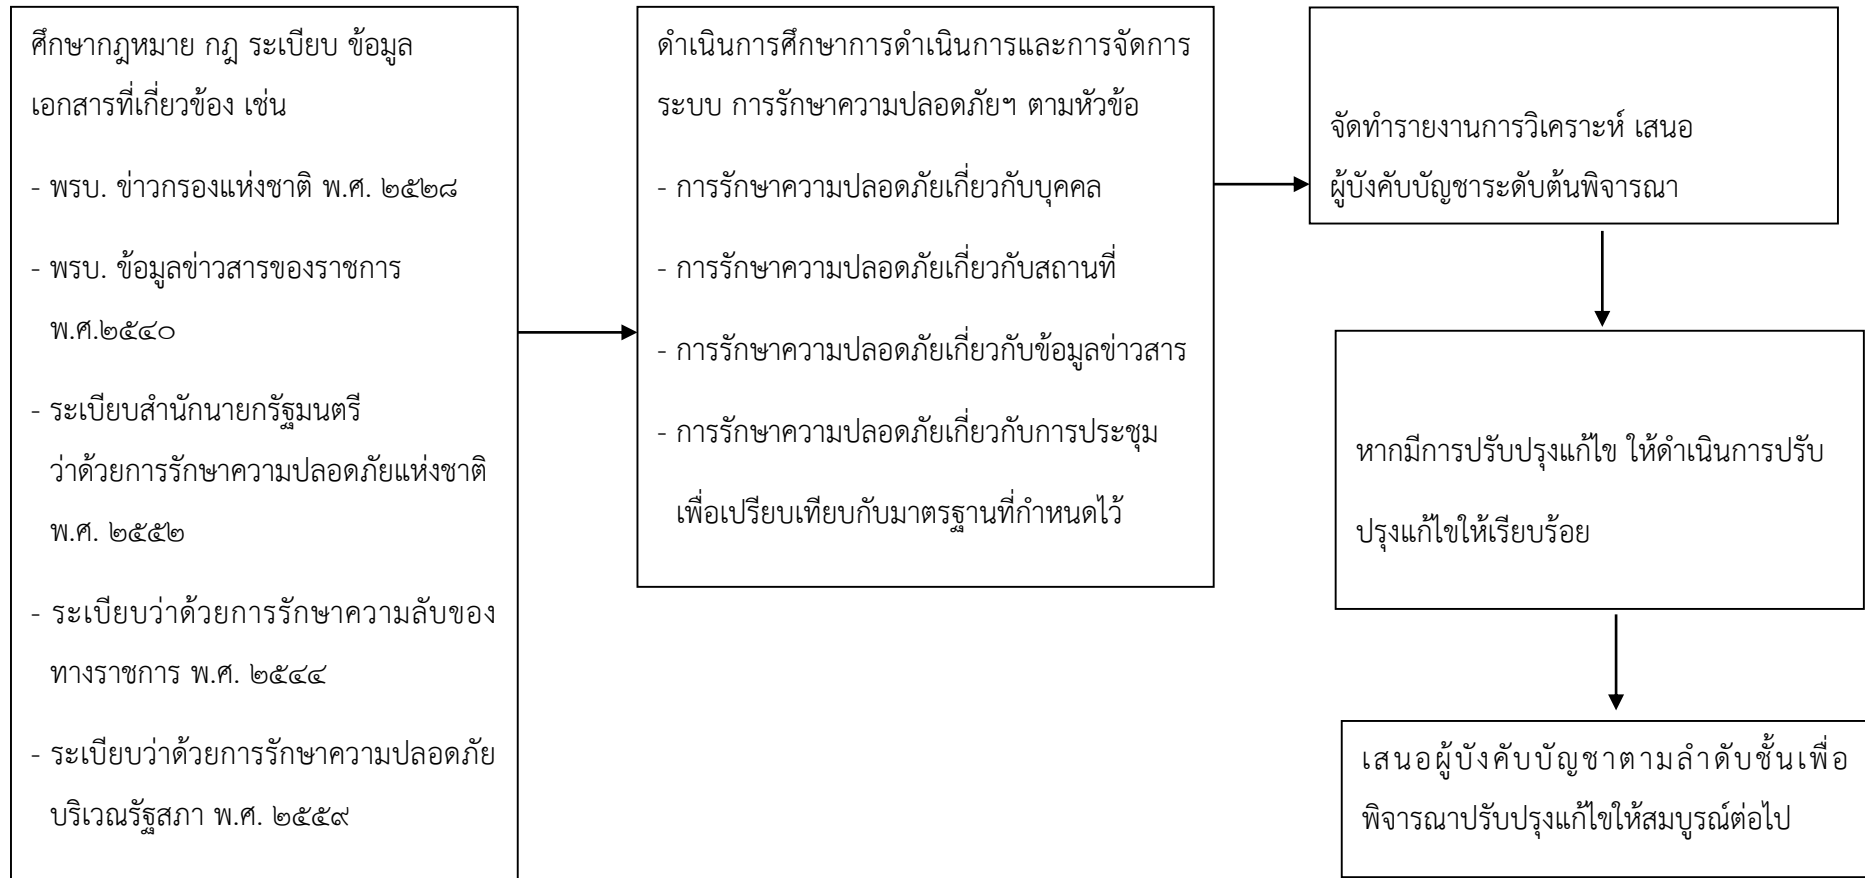 ศึกษากฎหมาย กฎ ระเบียบ ข้อมูล
เอกสารที่เกี่ยวข้อง เช่น
- พรบ. ข่าวกรองแห่งชาติ พ.ศ. ๒๕๒๘
- พรบ. ข้อมูลข่าวสารของราชการ
พ.ศ.๒๕๔๐
- ระเบียบสำนักนายกรัฐมนตรี
ว่าด้วยการรักษาความปลอดภัยแห่งชาติ
พ.ศ. ๒๕๕๒
- ระเบียบว่าด้วยการรักษาความลับของ
ทางราชการ พ.ศ. ๒๕๔๔
- ระเบียบว่าด้วยการรักษาความปลอดภัย
บริเวณรัฐสภา พ.ศ. ๒๕๕๙
ดำเนินการศึกษาการดำเนินการและการจัดการ
ระบบ การรักษาความปลอดภัยฯ ตามหัวข้อ
- การรักษาความปลอดภัยเกี่ยวกับบุคคล
- การรักษาความปลอดภัยเกี่ยวกับสถานที่
- การรักษาความปลอดภัยเกี่ยวกับข้อมูลข่าวสาร
- การรักษาความปลอดภัยเกี่ยวกับการประชุม
เพื่อเปรียบเทียบกับมาตรฐานที่กำหนดไว้
จัดทำรายงานการวิเคราะห์ เสนอ
ผู้บังคับบัญชาระดับต้นพิจารณา
หากมีการปรับปรุงแก้ไข ให้ดำเนินการปรับ
ปรุงแก้ไขให้เรียบร้อย
เสนอผู้บังคับบัญชาตามลำดับชั้นเพื่อ
พิจารณาปรับปรุงแก้ไขให้สมบูรณ์ต่อไป